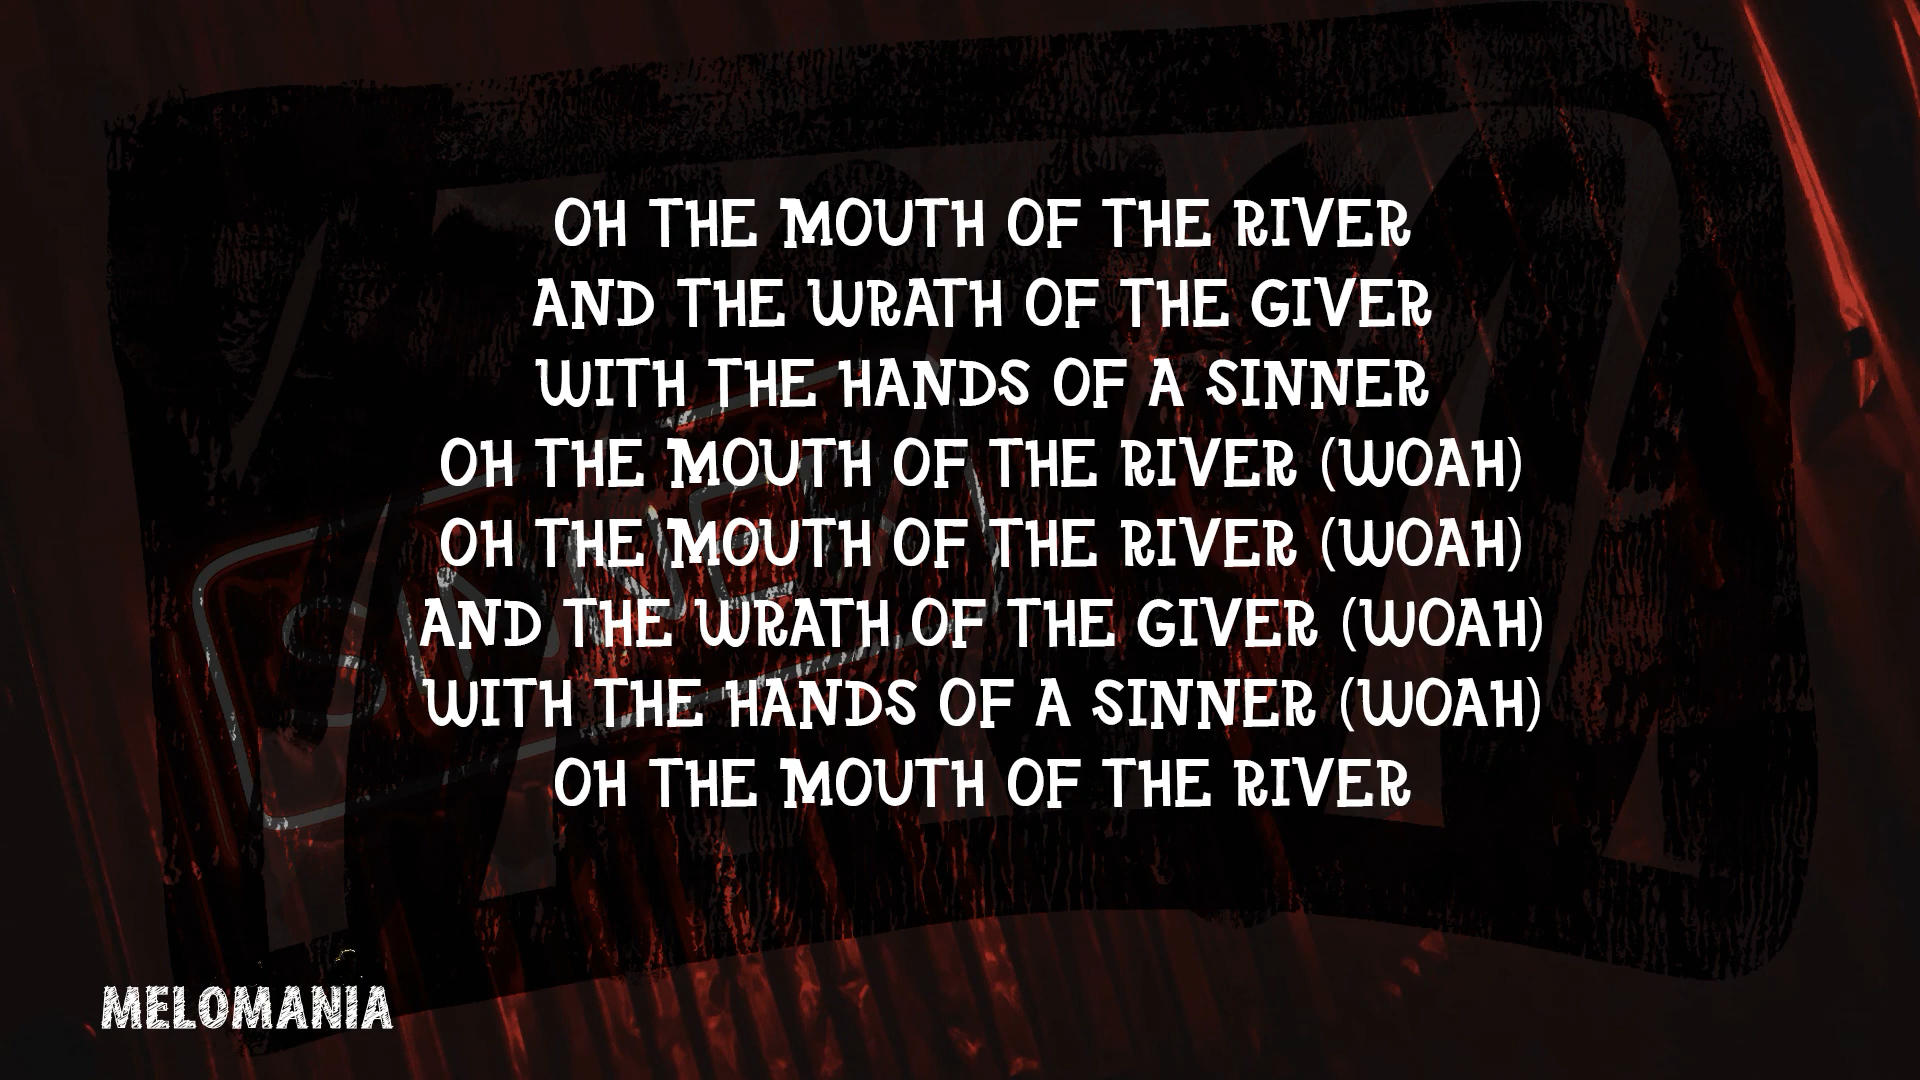 OH THE MOUTH OF THE RIVER
AND THE WRATH OF THE GIVER
WITH THE HANDS OF A SINNER
OH THE MOUTH OF THE RIVER (WOAH)
OH THE MOUTH OF THE RIVER (WOAH)
AND THE WRATH OF THE GIVER (WOAH)
WITH THE HANDS OF A SINNER (WOAH)
OH THE MOUTH OF THE RIVER
MELOMANIA